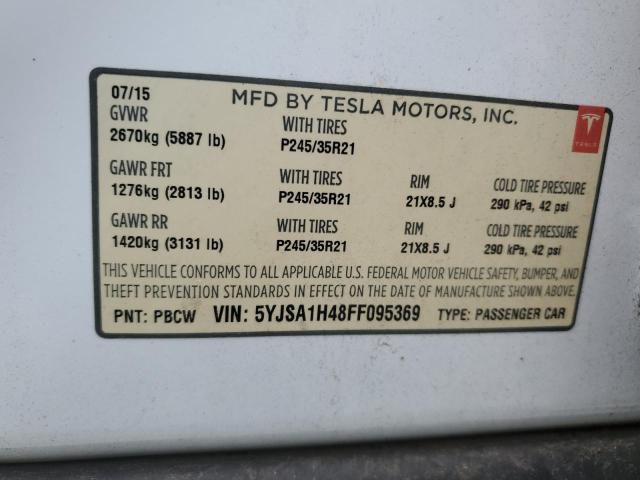 07/15 MFD BY TESLA MOTORS, INC.
GVWR WITH TIRES
2670kg (5887 lb) P245/35R21
TESLA
GAWR FRT WITH TIRES RIM COLD TIRE PRESSURE
1276kg (2813 lb) P245/35R21 21X8.5 J 290 kPa, 42 psi
GAWR RR WITH TIRES RIM COLD TIRE PRESSURE
1420kg (3131 lb) P245/35R21 21X8.5 J 290 kPa, 42 psi
THIS VEHICLE CONFORMS TO ALL APPLICABLE U.S. FEDERAL MOTOR VEHICLE SAFETY, BUMPER, AND
THEFT PREVENTION STANDARDS IN EFFECT ON THE DATE OF MANUFACTURE SHOWN ABOVE.
PNT: PBCW VIN: 5YJSA1H48FF095369 TYPE: PASSENGER CAR